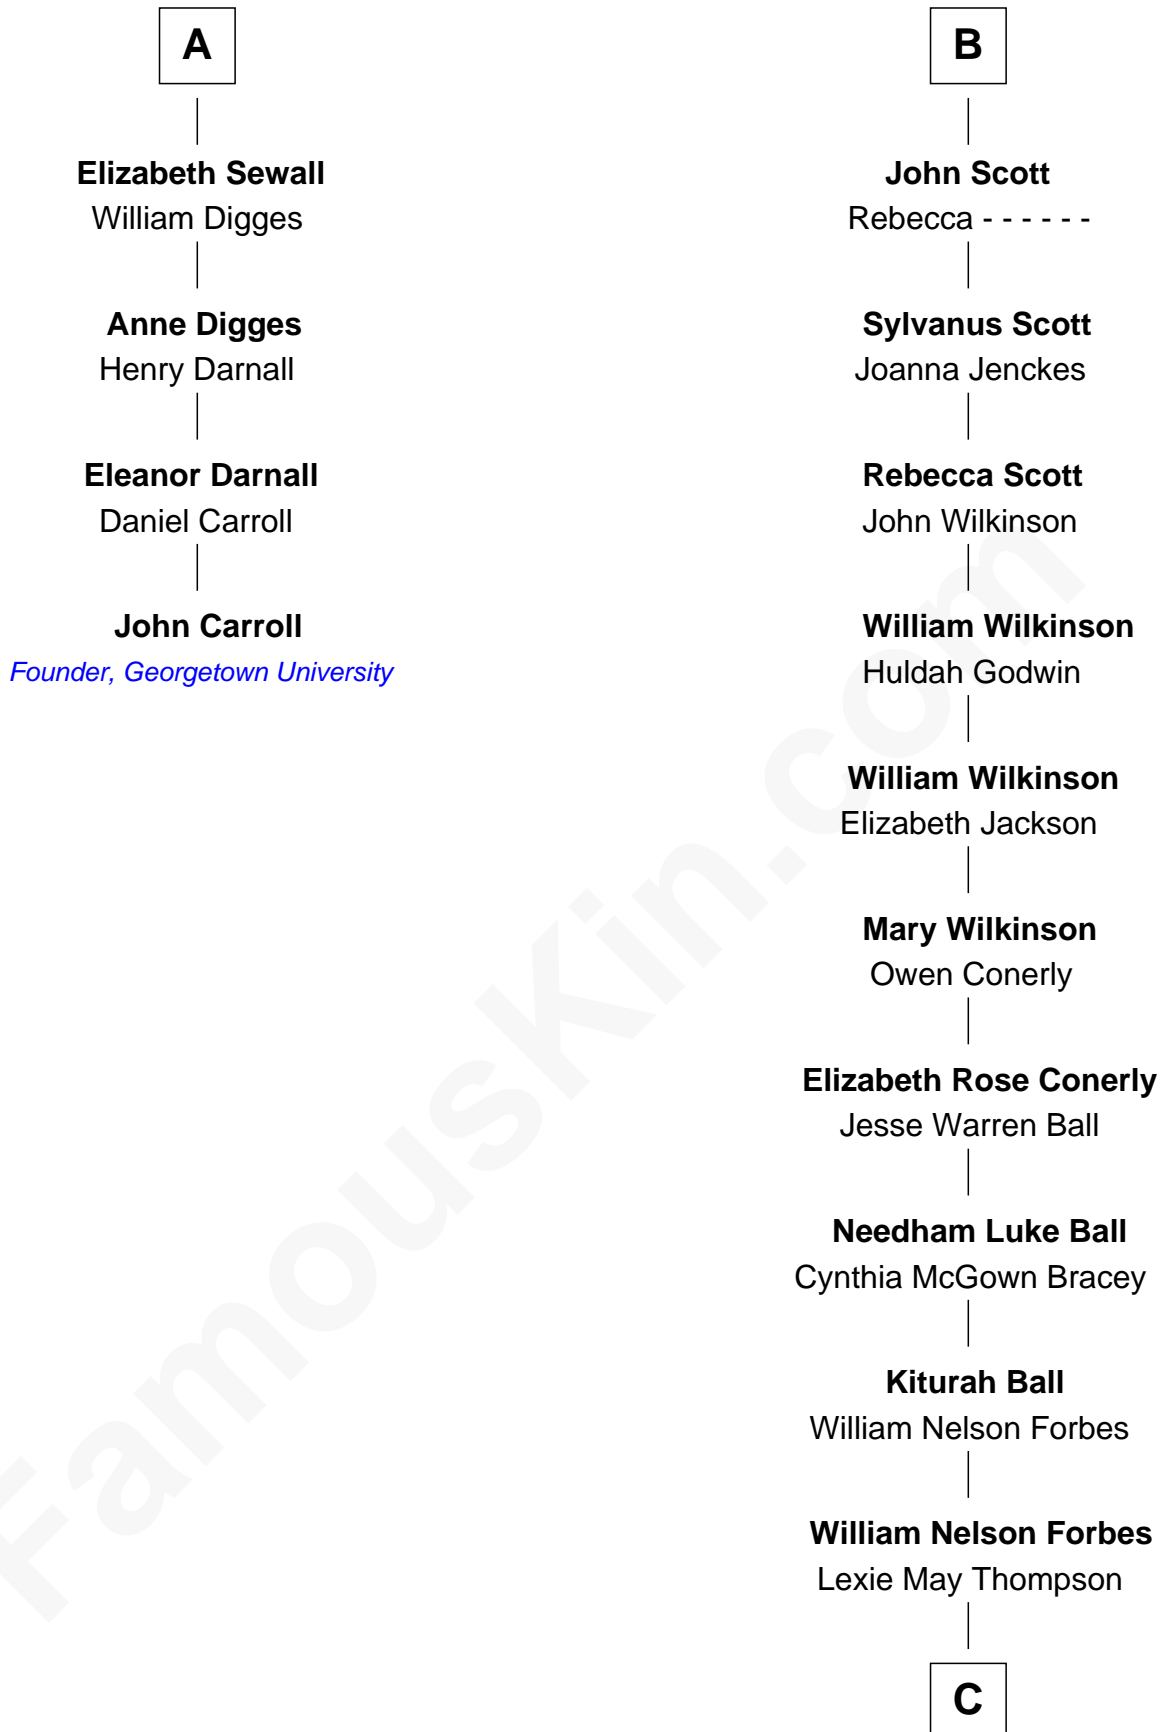 A
Elizabeth Sewall
William Digges
Anne Digges
Henry Darnall
Eleanor Darnall
Daniel Carroll
John Carroll
Founder, Georgetown University
B
John Scott
Rebecca - - - - - -
Sylvanus Scott
Joanna Jenckes
Rebecca Scott
John Wilkinson
William Wilkinson
Huldah Godwin
William Wilkinson
Elizabeth Jackson
Mary Wilkinson
Owen Conerly
Elizabeth Rose Conerly
Jesse Warren Ball
Needham Luke Ball
Cynthia McGown Bracey
Kiturah Ball
William Nelson Forbes
William Nelson Forbes
Lexie May Thompson
C
FamousKin.com